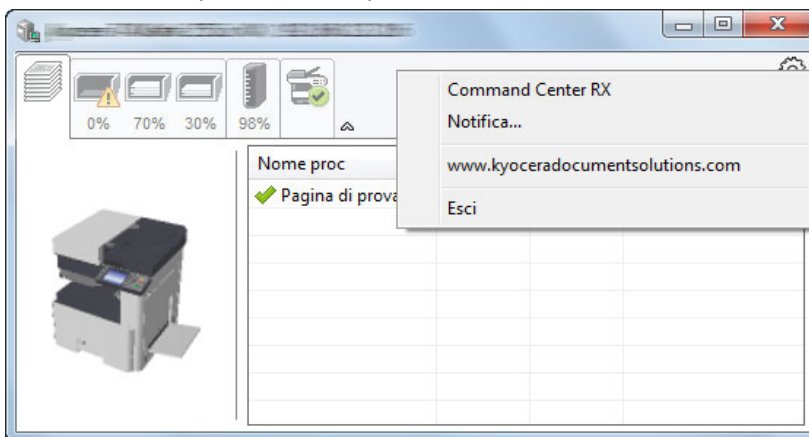 Command Center RX
Notifica...
www.kyoceradocumentsolutions.com
Esci
0% 70% 30% 98%
Nome proc
Pagina di prova